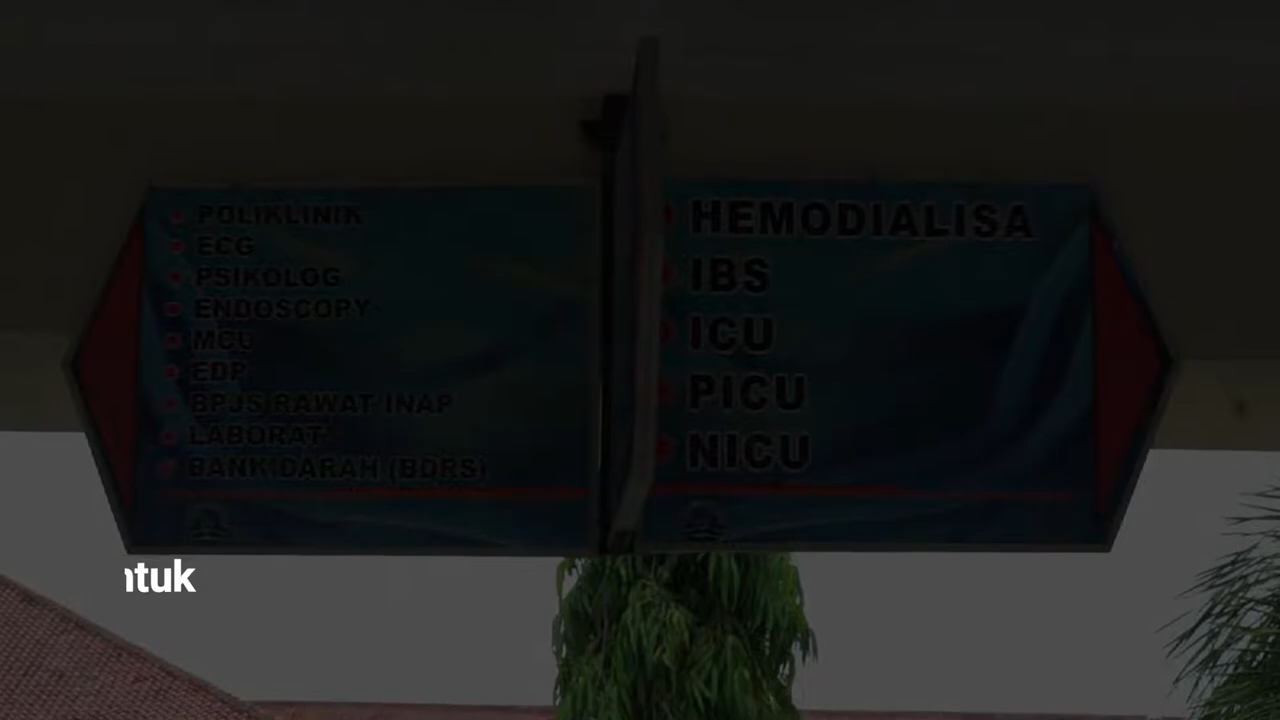 POLIKLINIK
ECG
PSIKOLOG
ENDOSCOPY
MCU
EDP
BPJS RAWAT INAP
LABORAT
BANK DARAH (BDRS)
HEMODIALISA
IBS
ICU
PICU
NICU
ntuk